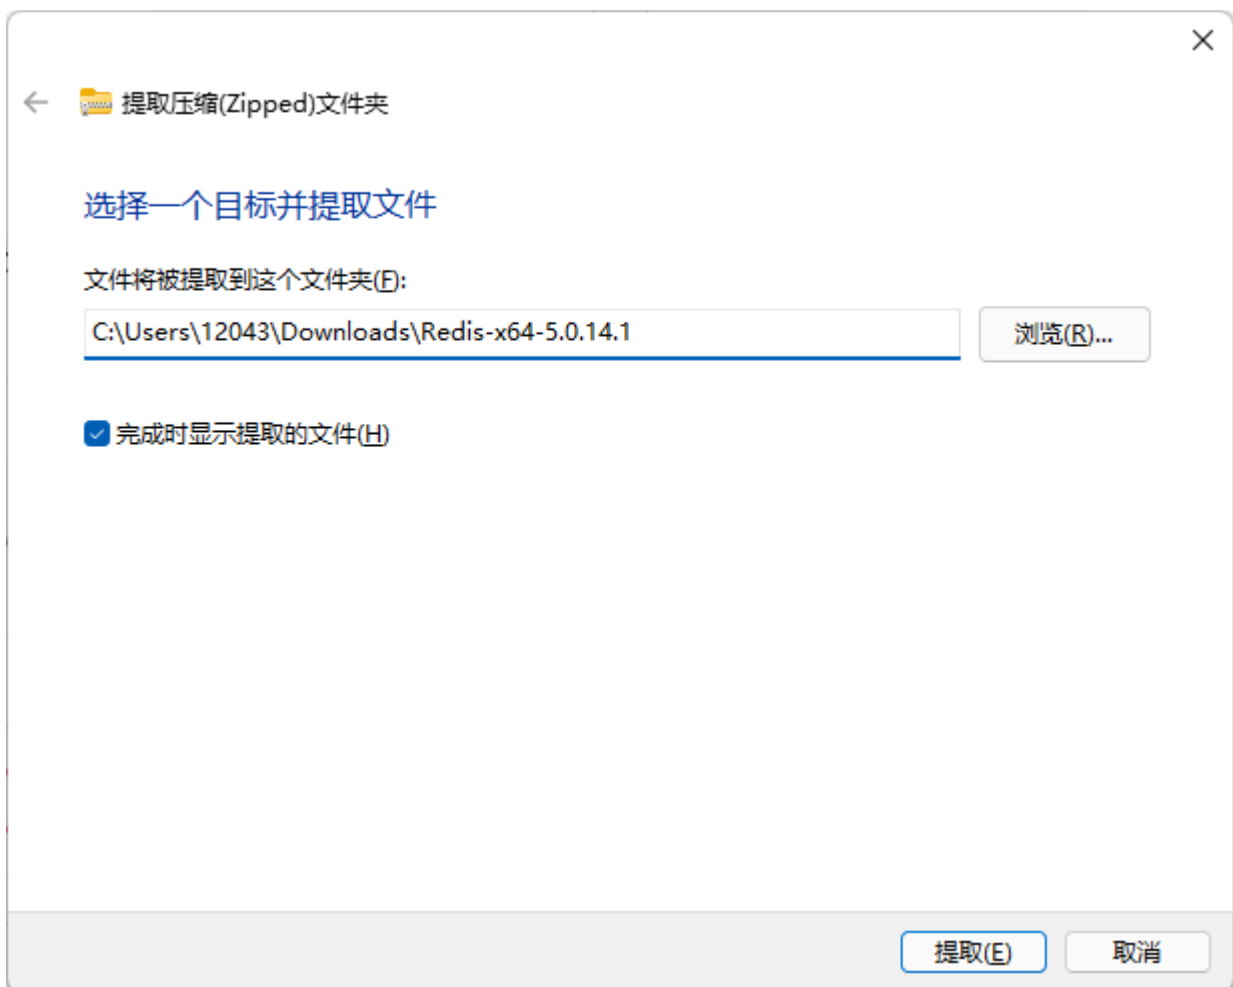 提取压缩(Zipped)文件夹
选择一个目标并提取文件
文件将被提取到这个文件夹(F):
C:\Users\12043\Downloads\Redis-x64-5.0.14.1
浏览(R)...
完成时显示提取的文件(H)
提取(E)
取消